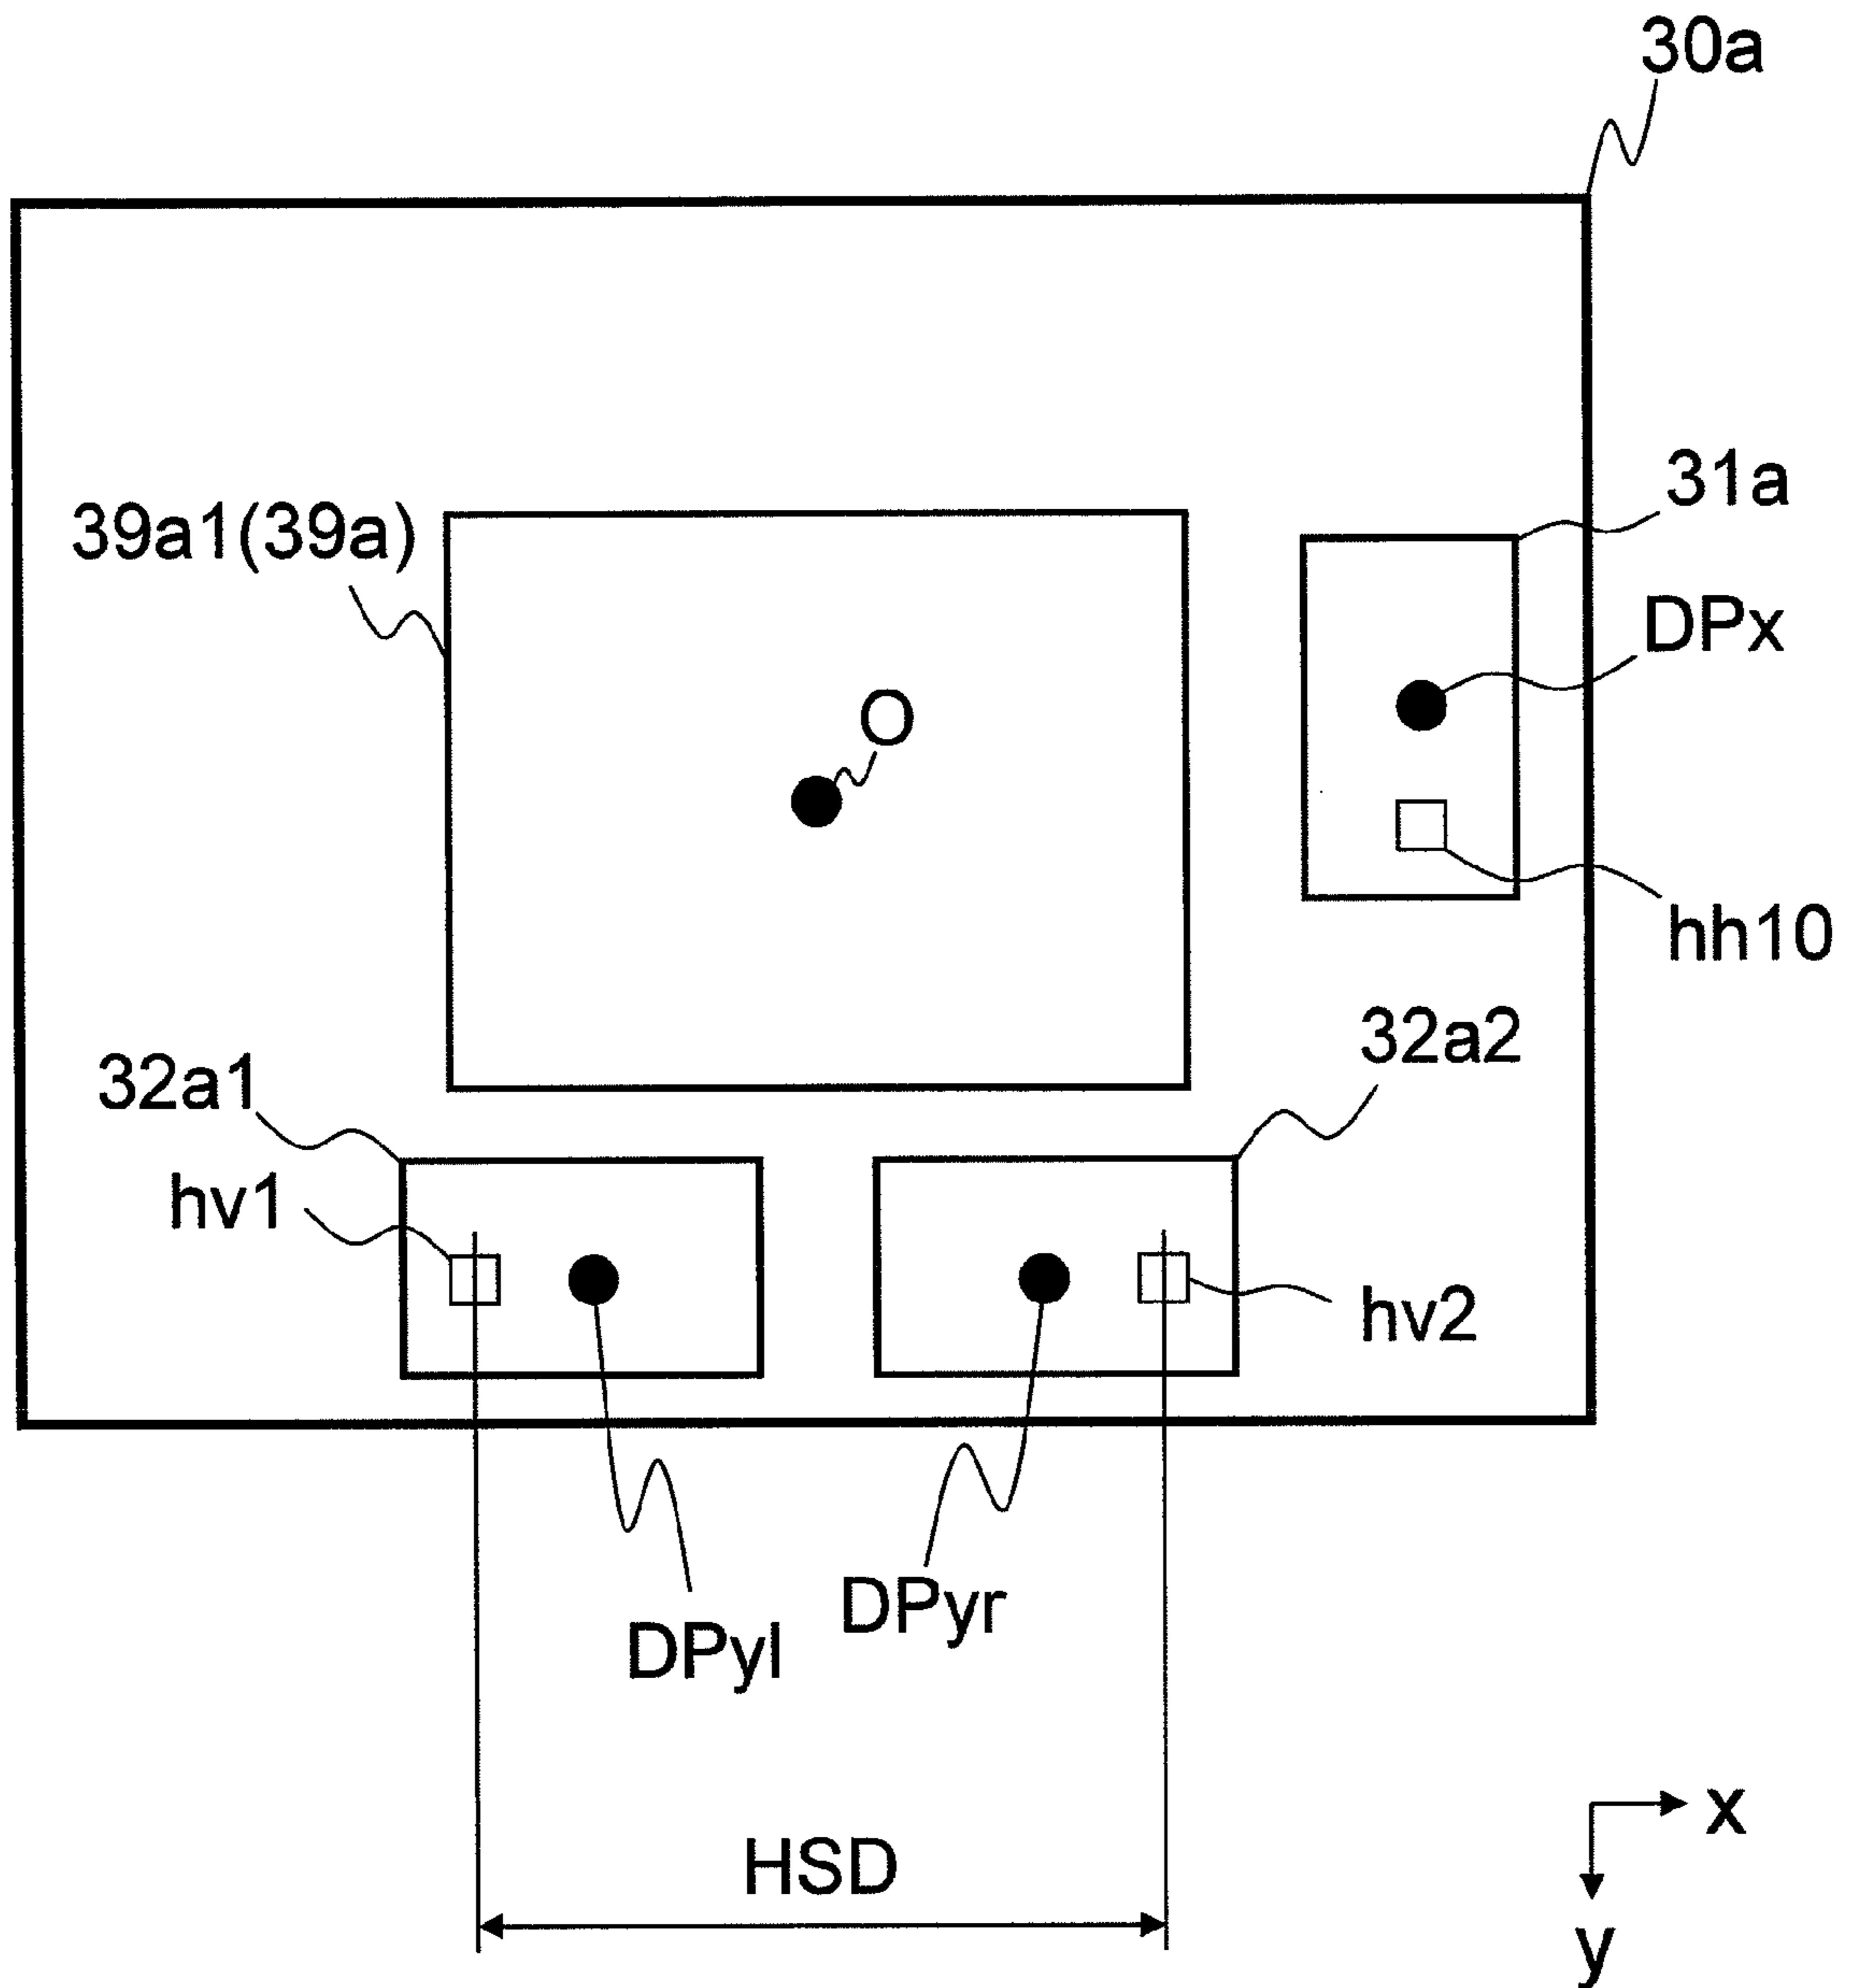 30a
31a
39a1(39a)
DPx
O
hh10
32a2
32a1
hv1
hv2
DPyr
DPyl
x
HSD
y